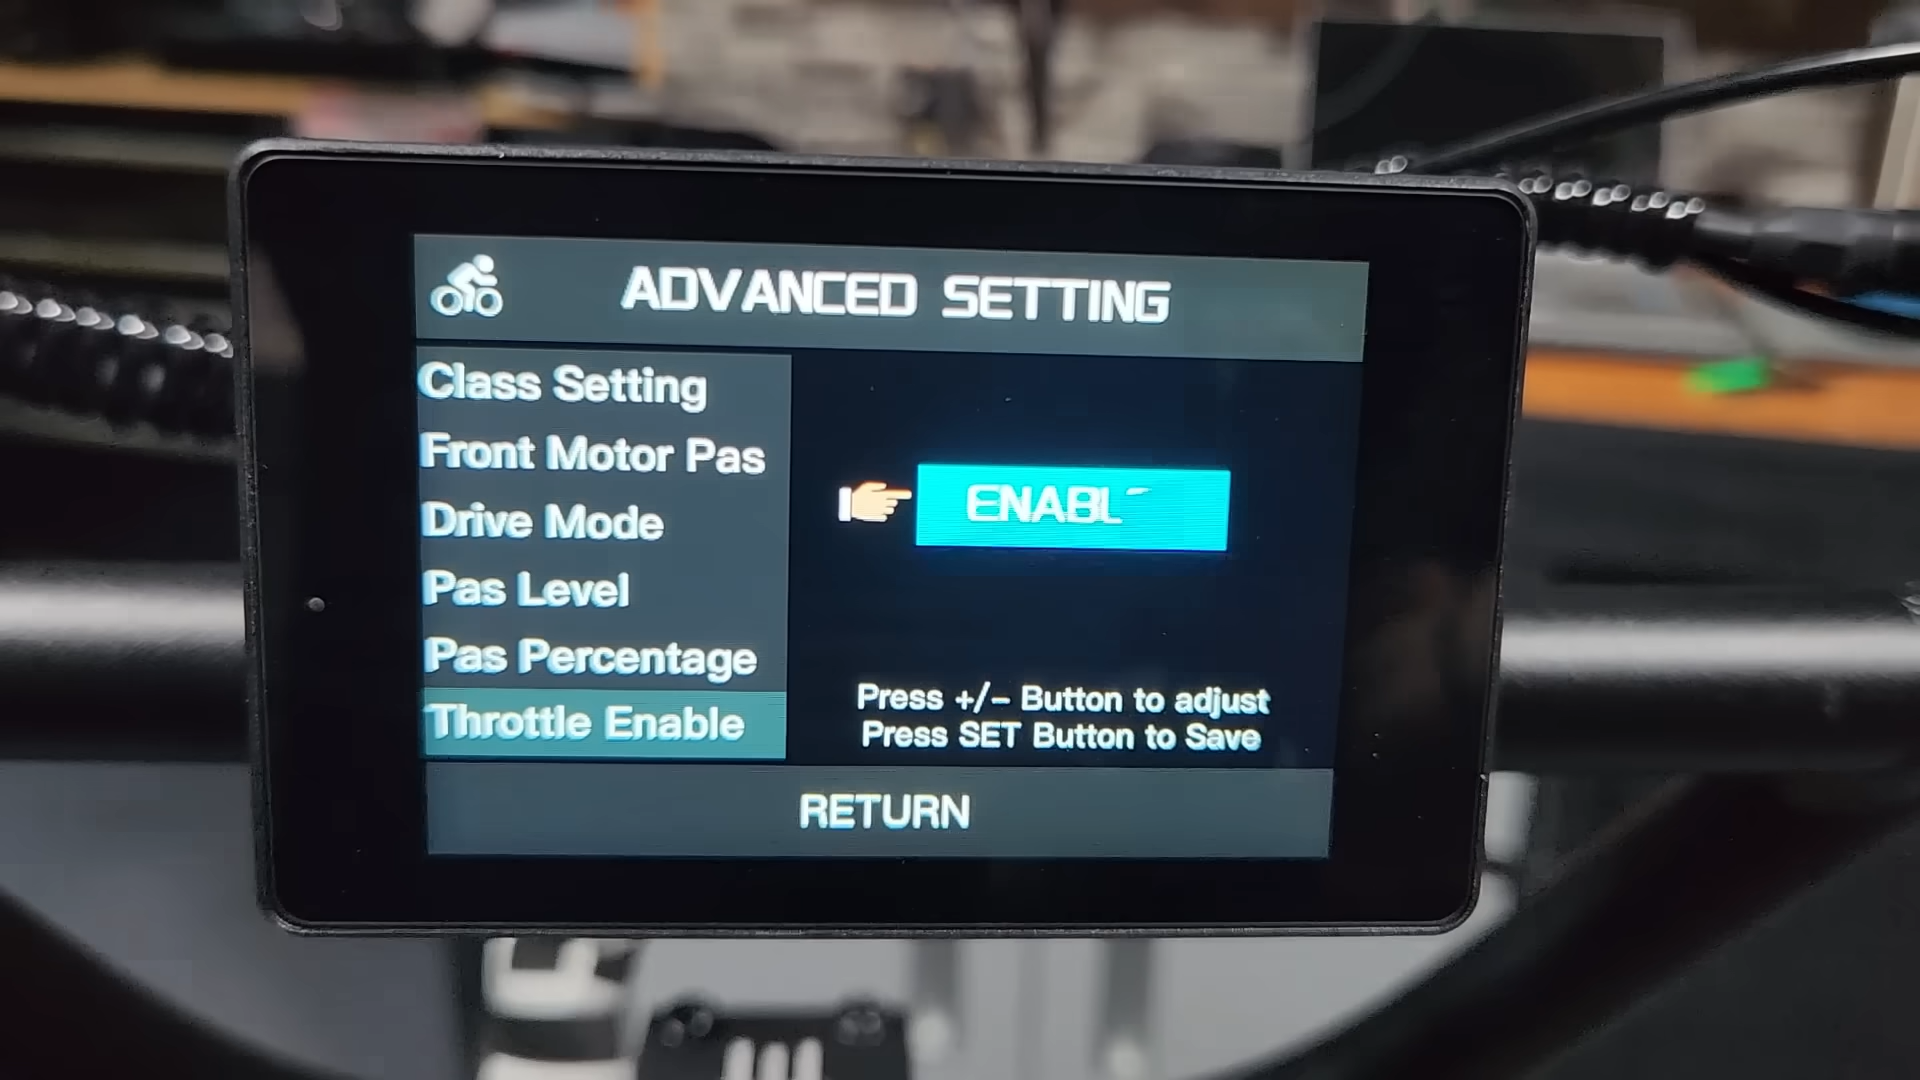 ADVANCED SETTING
Class Setting
Front Motor Pas
Drive Mode
Pas Level
Pas Percentage
Throttle Enable
ENABL
Press +/- Button to adjust
Press SET Button to Save
RETURN